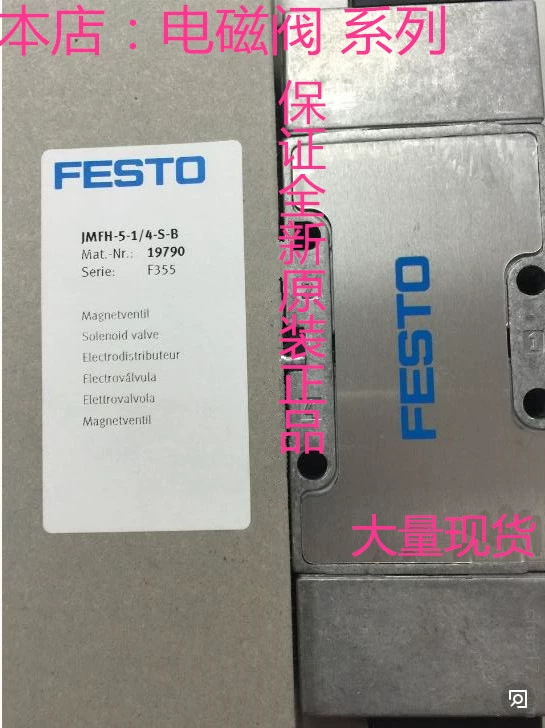 本店：电磁阀 系列
保证全新原装正品
FESTO
JMFH-5-1/4-S-B
Mat.-Nr.: 19790
Serie: F355
Magnetventil
Solenoid valve
Electrodistributeur
Electroválvula
Elettrovalvola
Magnetventil
FESTO
1
大量现货